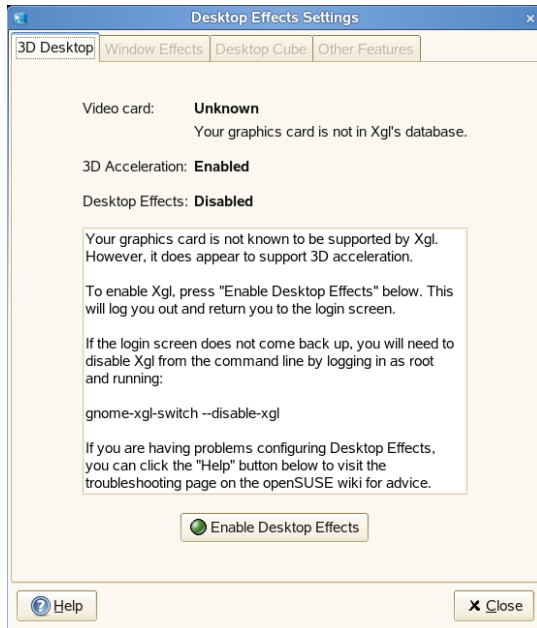 Desktop Effects Settings
3D Desktop Window Effects Desktop Cube Other Features
Video card: Unknown
Your graphics card is not in Xgl's database.
3D Acceleration: Enabled
Desktop Effects: Disabled
Your graphics card is not known to be supported by Xgl.
However, it does appear to support 3D acceleration.
To enable Xgl, press "Enable Desktop Effects" below. This
will log you out and return you to the login screen.
If the login screen does not come back up, you will need to
disable Xgl from the command line by logging in as root
and running:
gnome-xgl-switch --disable-xgl
If you are having problems configuring Desktop Effects,
you can click the "Help" button below to visit the
troubleshooting page on the openSUSE wiki for advice.
Enable Desktop Effects
Help Close